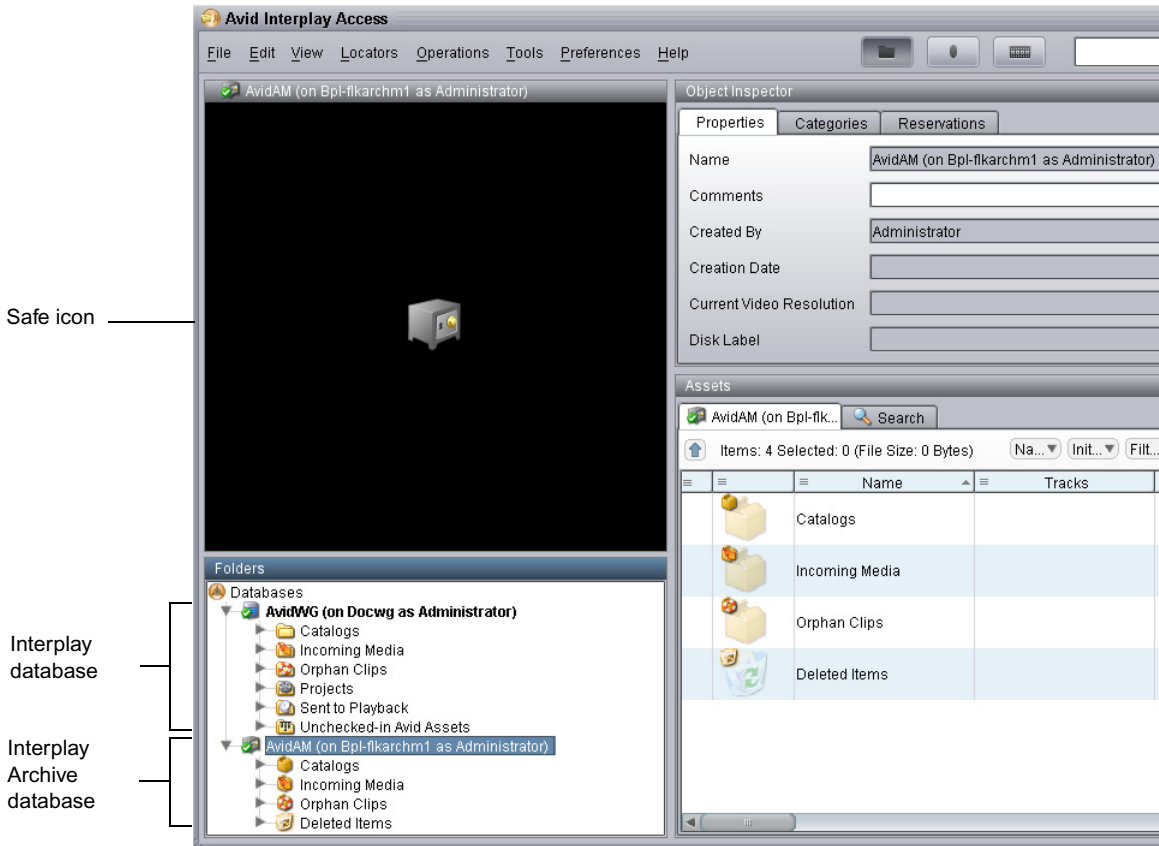 Avid Interplay Access
File Edit View Locators Operations Tools Preferences Help
AvidAM (on Bpl-flkarchm1 as Administrator)
Safe icon
Folders
Databases
AvidWG (on Docwg as Administrator)
Catalogs
Incoming Media
Orphan Clips
Projects
Sent to Playback
Unchecked-in Avid Assets
AvidAM (on Bpl-flkarchm1 as Administrator)
Catalogs
Incoming Media
Orphan Clips
Deleted Items
Interplay
database
Interplay
Archive
database
Object Inspector
Properties Categories Reservations
Name AvidAM (on Bpl-flkarchm1 as Administrator)
Comments
Created By Administrator
Creation Date
Current Video Resolution
Disk Label
Assets
AvidAM (on Bpl-flk... Search
Items: 4 Selected: 0 (File Size: 0 Bytes) Na... Init... Filt...
Name Tracks
Catalogs
Incoming Media
Orphan Clips
Deleted Items